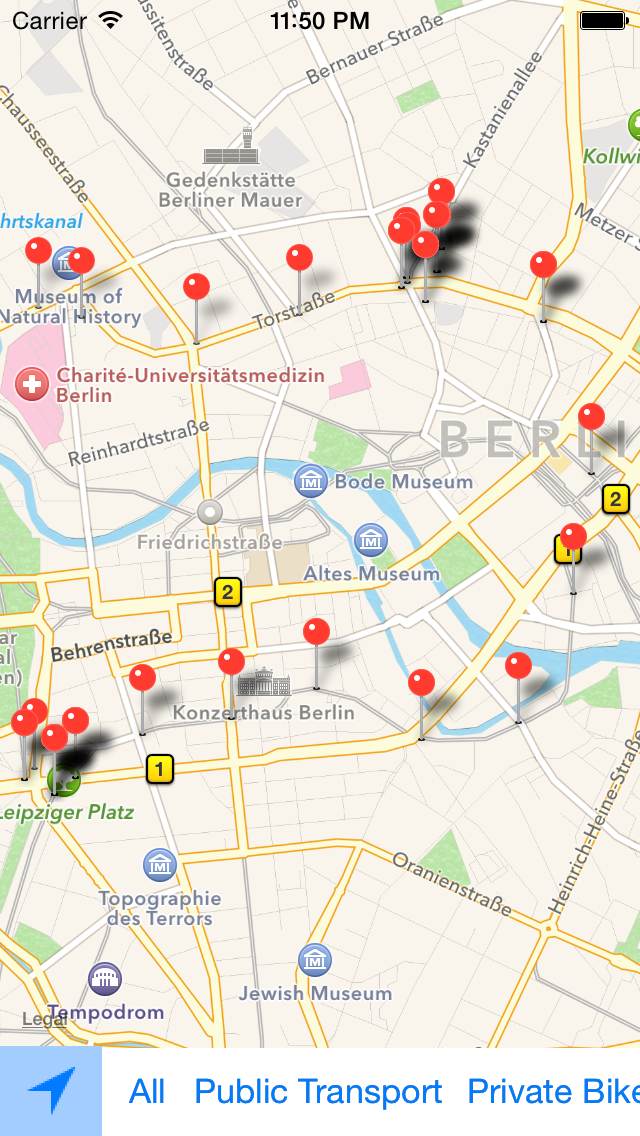 Carrier 11:50 PM
ssitenstraße
Bernauer Straße
Chausseestraße
Kastanienallee
Kollwi
Gedenkstätte
Berliner Mauer
Metzer S
hrtskanal
Museum of
Natural History
Torstraße
Charité-Universitätsmedizin
Berlin
Reinhardtstraße
BERLI
Bode Museum
2
Friedrichstraße
1
Altes Museum
2
Behrenstraße
ar
al
en)
Konzerthaus Berlin
1
Leipziger Platz
Heinrich-Heine-Straße
Oranienstraße
Topographie
des Terrors
Jewish Museum
Tempodrom
Legal
All Public Transport Private Bike